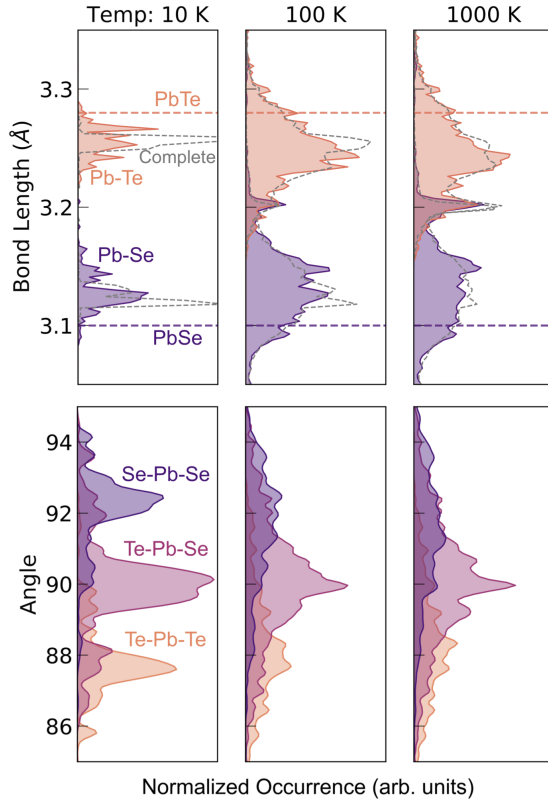 Temp: 10 K
100 K
1000 K
Bond Length (Å)
3.3
3.2
3.1
PbTe
Complete
Pb-Te
Pb-Se
PbSe
Angle
94
92
90
88
86
Se-Pb-Se
Te-Pb-Se
Te-Pb-Te
Normalized Occurrence (arb. units)